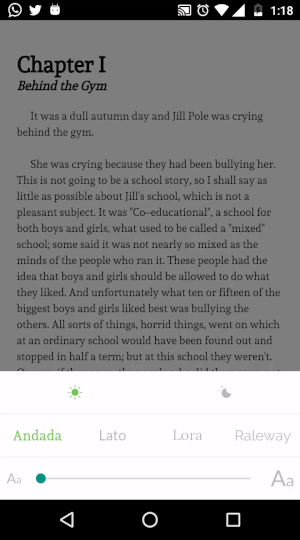 1:18
Chapter I
Behind the Gym
It was a dull autumn day and Jill Pole was crying
behind the gym.
She was crying because they had been bullying her.
This is not going to be a school story, so I shall say as
little as possible about Jill's school, which is not a
pleasant subject. It was "Co–educational", a school for
both boys and girls, what used to be called a "mixed"
school; some said it was not nearly so mixed as the
minds of the people who ran it. These people had the
idea that boys and girls should be allowed to do what
they liked. And unfortunately what ten or fifteen of the
biggest boys and girls liked best was bullying the
others. All sorts of things, horrid things, went on which
at an ordinary school would have been found out and
stopped in half a term; but at this school they weren't.
Andada Lato Lora Raleway
Aa Aa